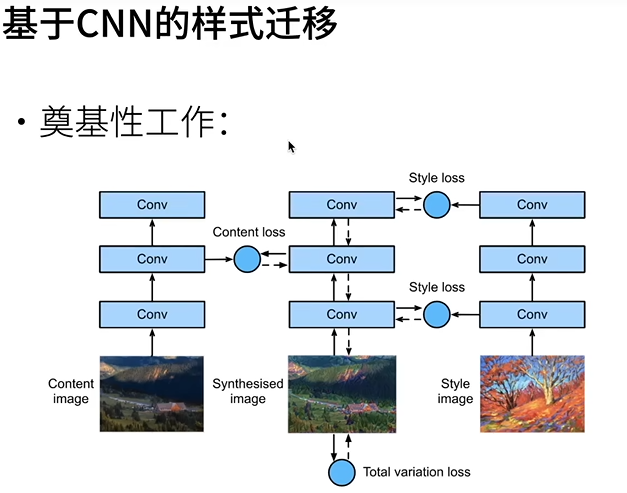 基于CNN的样式迁移
• 奠基性工作：
Style loss
Conv
Conv
Conv
Content loss
Conv
Conv
Conv
Style loss
Conv
Conv
Conv
Content
image
Synthesised
image
Style
image
Total variation loss